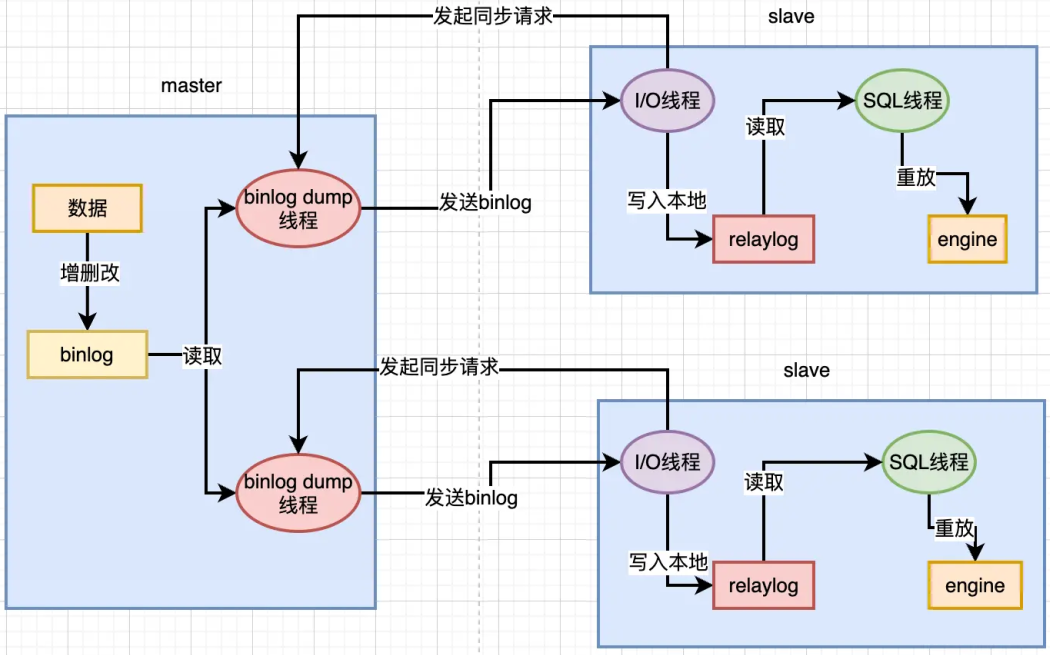 发起同步请求
slave
master
I/O线程
SQL线程
读取
数据
binlog dump
线程
发送binlog
写入本地
重放
relaylog
engine
增删改
binlog
读取
发起同步请求
slave
I/O线程
SQL线程
binlog dump
线程
发送binlog
读取
写入本地
重放
relaylog
engine